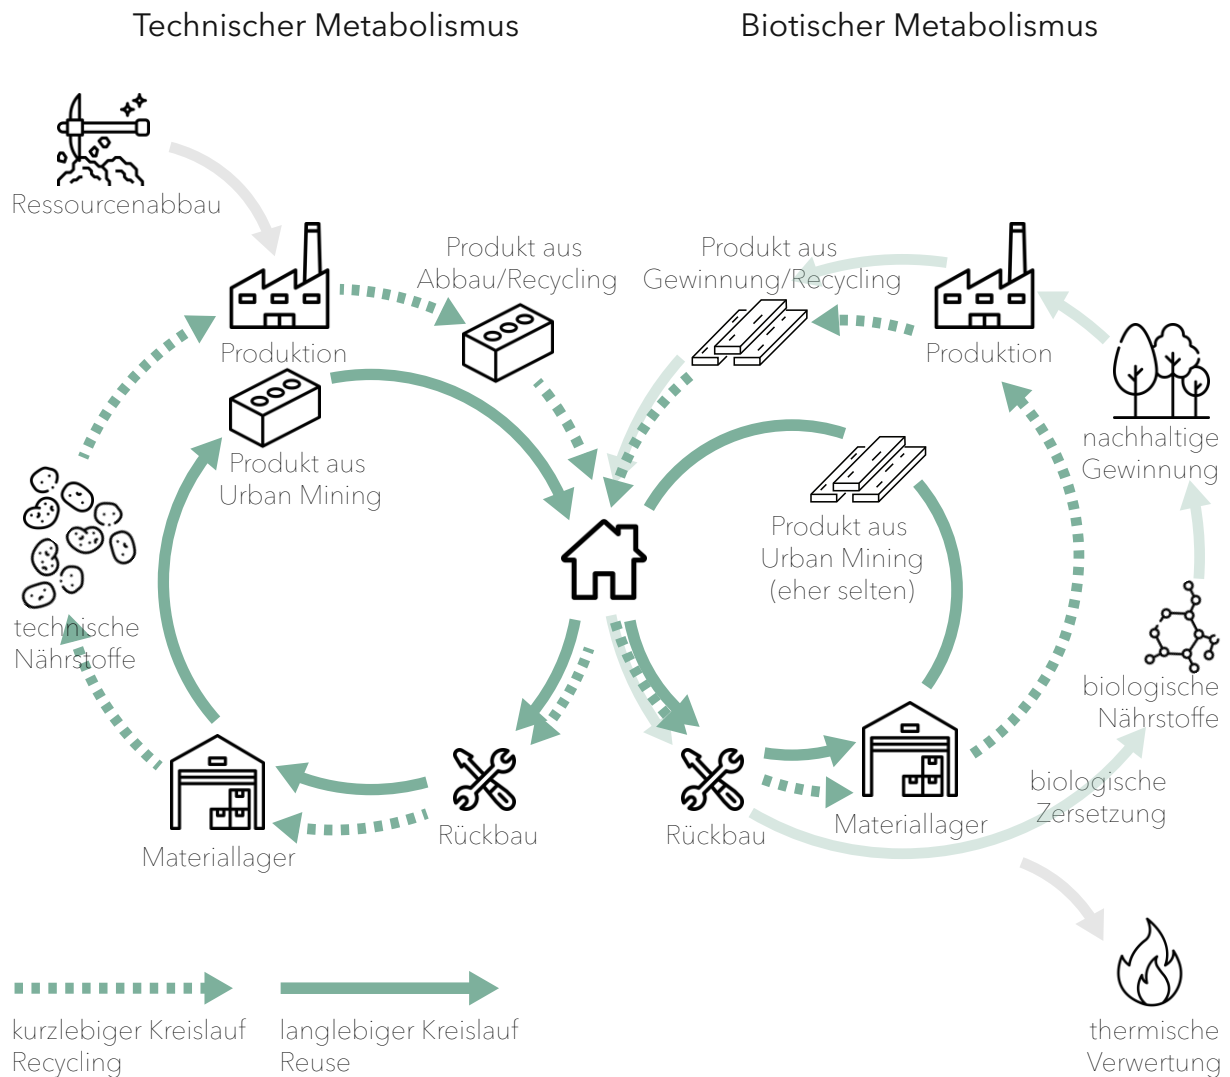 Technischer Metabolismus
Biotischer Metabolismus
Ressourcenabbau
Produkt aus
Abbau/Recycling
Produkt aus
Gewinnung/Recycling
Produktion
Produktion
Produkt aus
Urban Mining
nachhaltige
Gewinnung
Produkt aus
Urban Mining
(eher selten)
technische
Nährstoffe
biologische
Nährstoffe
biologische
Zersetzung
Materiallager
Rückbau
Rückbau
Materiallager
kurzlebiger Kreislauf
Recycling
langlebiger Kreislauf
Reuse
thermische
Verwertung